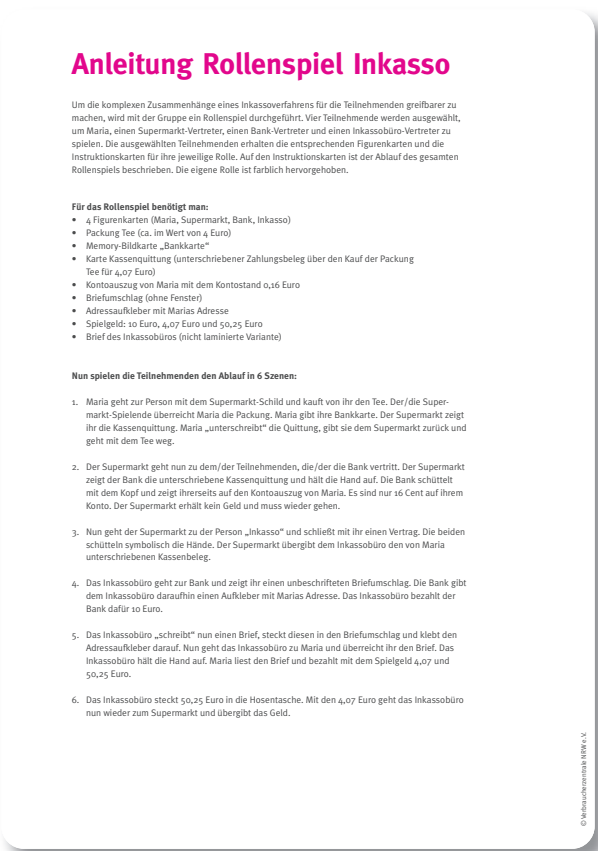 Anleitung Rollenspiel Inkasso
Um die komplexen Zusammenhänge eines Inkassoverfahrens für die Teilnehmenden greifbarer zu
machen, wird mit der Gruppe ein Rollenspiel durchgeführt. Vier Teilnehmende werden ausgewählt,
um Maria, einen Supermarkt-Vertreter, einen Bank-Vertreter und einen Inkassobüro-Vertreter zu
spielen. Die ausgewählten Teilnehmenden erhalten die entsprechenden Figurenkarten und die
Instruktionskarten für ihre jeweilige Rolle. Auf den Instruktionskarten ist der Ablauf des gesamten
Rollenspiels beschrieben. Die eigene Rolle ist farblich hervorgehoben.
Für das Rollenspiel benötigt man:
• 4 Figurenkarten (Maria, Supermarkt, Bank, Inkasso)
• Packung Tee (ca. im Wert von 4 Euro)
• Memory-Bildkarte „Bankkarte“
• Karte Kassenquittung (unterschriebener Zahlungsbeleg über den Kauf der Packung
Tee für 4,07 Euro)
• Kontoauszug von Maria mit dem Kontostand 0,16 Euro
• Briefumschlag (ohne Fenster)
• Adressaufkleber mit Marias Adresse
• Spielgeld: 10 Euro, 4,07 Euro und 50,25 Euro
• Brief des Inkassobüros (nicht laminierte Variante)
Nun spielen die Teilnehmenden den Ablauf in 6 Szenen:
1. Maria geht zur Person mit dem Supermarkt-Schild und kauft von ihr den Tee. Der/die Super-
markt-Spielende überreicht Maria die Packung. Maria gibt ihre Bankkarte. Der Supermarkt zeigt
ihr die Kassenquittung. Maria „unterschreibt“ die Quittung, gibt sie dem Supermarkt zurück und
geht mit dem Tee weg.
2. Der Supermarkt geht nun zu dem/der Teilnehmenden, die/der die Bank vertritt. Der Supermarkt
zeigt der Bank die unterschriebene Kassenquittung und hält die Hand auf. Die Bank schüttelt
mit dem Kopf und zeigt ihrerseits auf den Kontoauszug von Maria. Es sind nur 16 Cent auf ihrem
Konto. Der Supermarkt erhält kein Geld und muss wieder gehen.
3. Nun geht der Supermarkt zu der Person „Inkasso“ und schließt mit ihr einen Vertrag. Die beiden
schütteln symbolisch die Hände. Der Supermarkt übergibt dem Inkassobüro den von Maria
unterschriebenen Kassenbeleg.
4. Das Inkassobüro geht zur Bank und zeigt ihr einen unbeschrifteten Briefumschlag. Die Bank gibt
dem Inkassobüro daraufhin einen Aufkleber mit Marias Adresse. Das Inkassobüro bezahlt der
Bank dafür 10 Euro.
5. Das Inkassobüro „schreibt“ nun einen Brief, steckt diesen in den Briefumschlag und klebt den
Adressaufkleber darauf. Nun geht das Inkassobüro zu Maria und überreicht ihr den Brief. Das
Inkassobüro hält die Hand auf. Maria liest den Brief und bezahlt mit dem Spielgeld 4,07 und
50,25 Euro.
6. Das Inkassobüro steckt 50,25 Euro in die Hosentasche. Mit den 4,07 Euro geht das Inkassobüro
nun wieder zum Supermarkt und übergibt das Geld.
© Verbraucherzentrale NRW e.V.